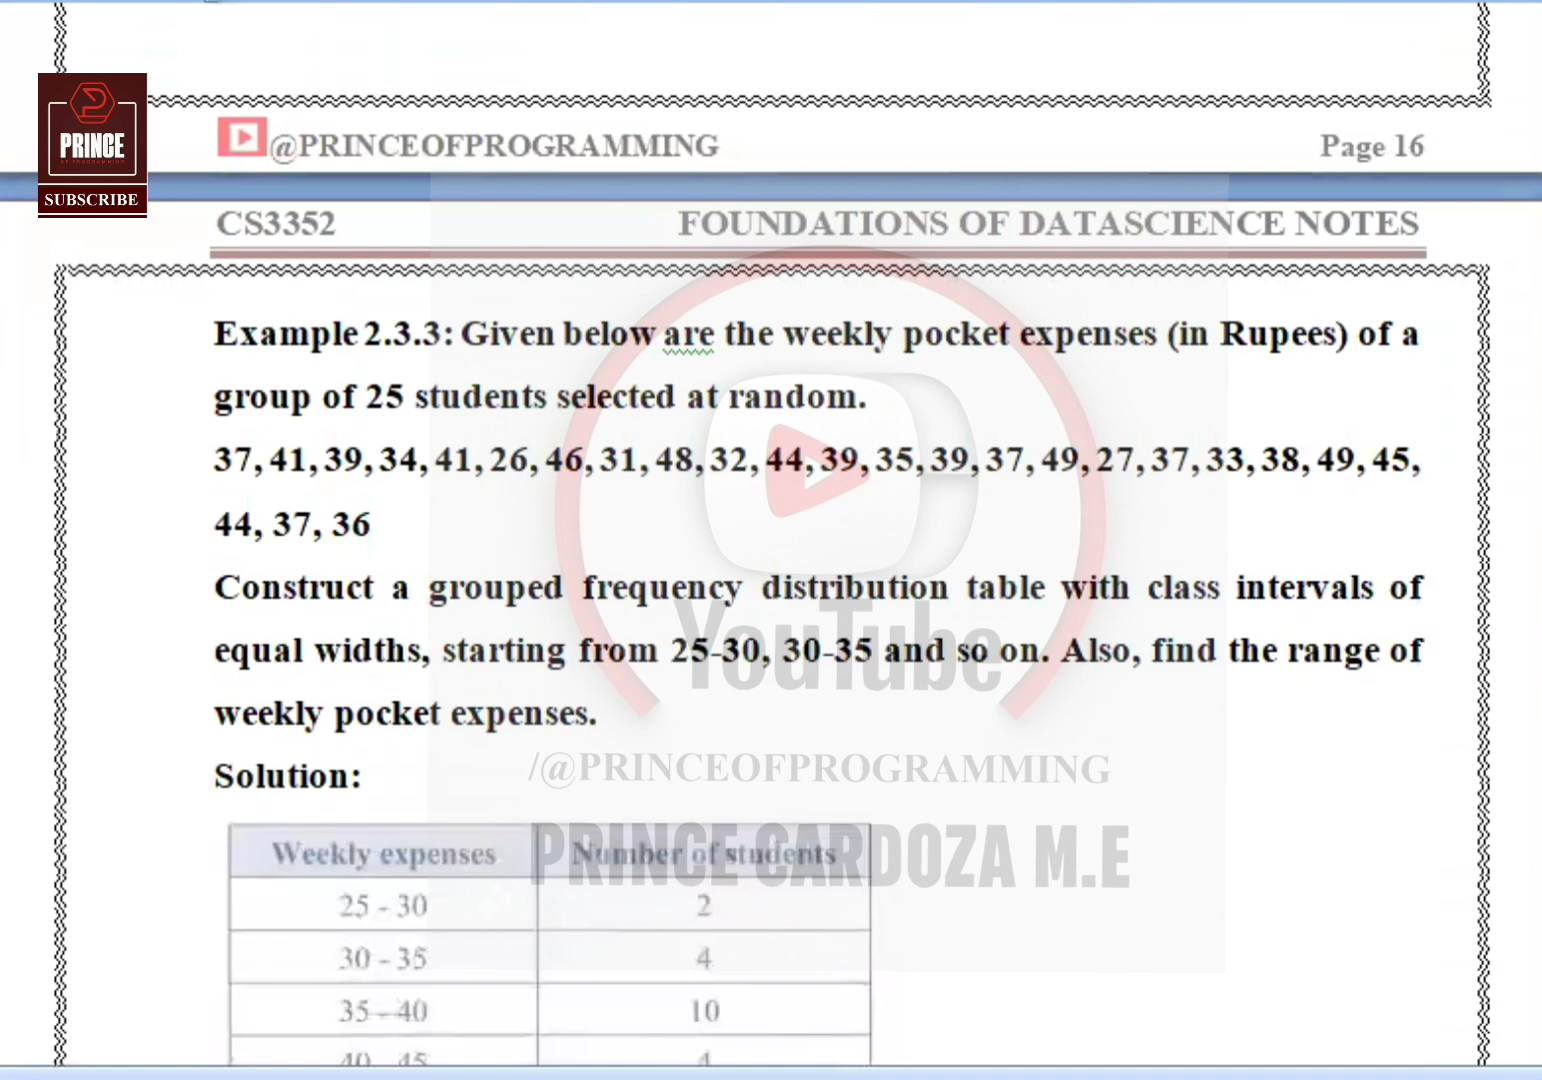 PRINCE
SUBSCRIBE
@PRINCEOFPROGRAMMING
Page 16
CS3352
FOUNDATIONS OF DATASCIENCE NOTES
Example 2.3.3: Given below are the weekly pocket expenses (in Rupees) of a
group of 25 students selected at random.
37, 41, 39, 34, 41, 26, 46, 31, 48, 32, 44, 39, 35, 39, 37, 49, 27, 37, 33, 38, 49, 45,
44, 37, 36
Construct a grouped frequency distribution table with class intervals of
equal widths, starting from 25-30, 30-35 and so on. Also, find the range of
weekly pocket expenses.
YouTube
Solution:
/@PRINCEOFPROGRAMMING
PRINCE CARDOZA M.E
Weekly expenses Number of students
25 - 30 2
30 - 35 4
35 - 40 10
40 - 45 4